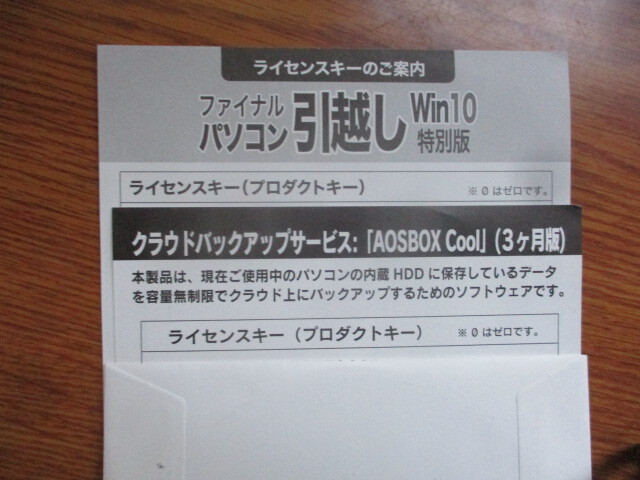 ライセンスキーのご案内
ファイナル
パソコン引越し Win10
特別版
ライセンスキー(プロダクトキー)
※ 0 はゼロです。
クラウドバックアップサービス:「AOSBOX Cool」(3ヶ月版)
本製品は、現在ご使用中のパソコンの内蔵 HDD に保存しているデータ
を容量無制限でクラウド上にバックアップするためのソフトウェアです。
ライセンスキー(プロダクトキー) ※ 0 はゼロです。